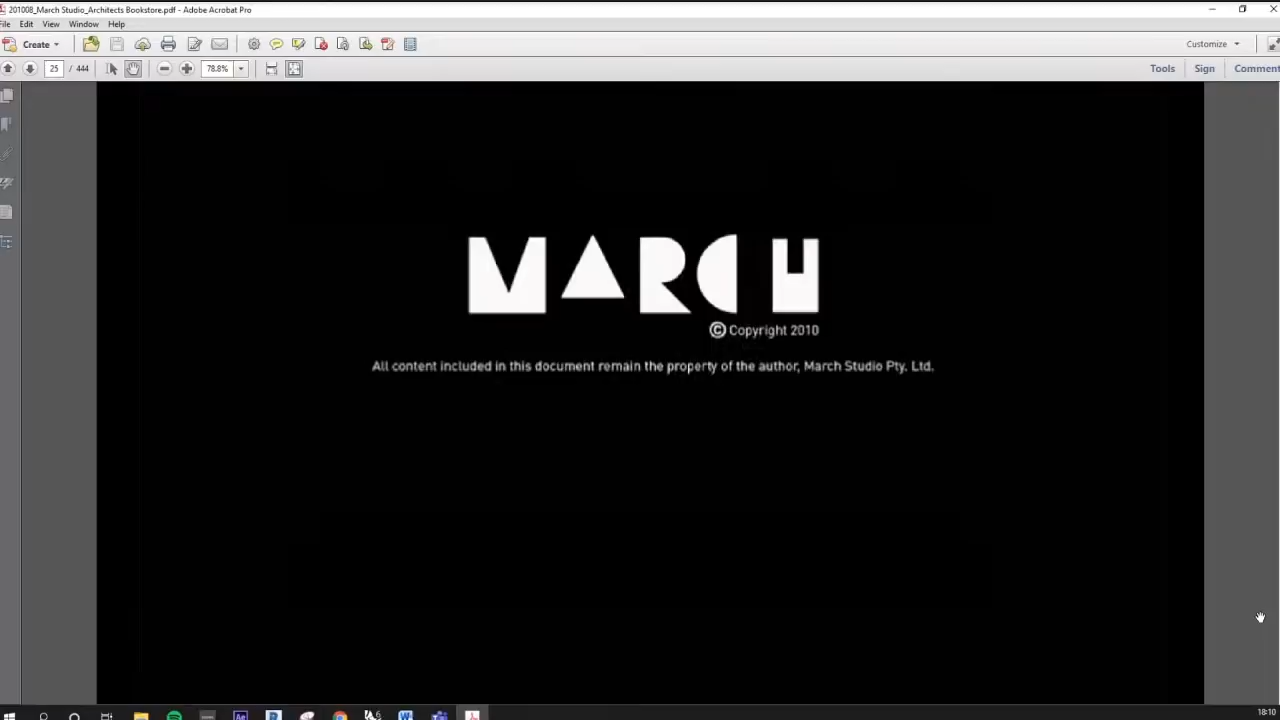 201008_March Studio_Architects Bookstore.pdf - Adobe Acrobat Pro
File Edit View Window Help
Create
Customize
25 / 444
78.8%
Tools Sign Comment
MARCH
© Copyright 2010
All content included in this document remain the property of the author, March Studio Pty. Ltd.
18:10